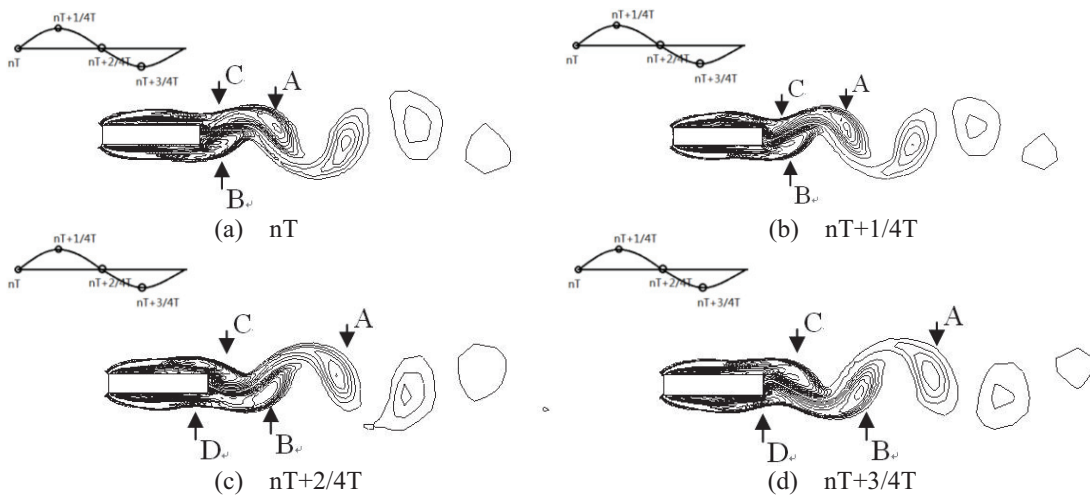 nT+1/4T
nT
nT+2/4T
nT+3/4T
C
A
B
(a) nT
nT+1/4T
nT
nT+2/4T
nT+3/4T
C
A
B
(b) nT+1/4T
nT+1/4T
nT
nT+2/4T
nT+3/4T
C
A
D
B
(c) nT+2/4T
nT+1/4T
nT
nT+2/4T
nT+3/4T
C
A
D
B
(d) nT+3/4T